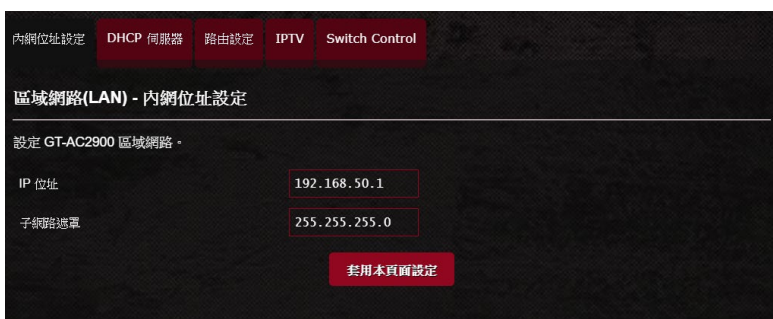 內網位址設定 DHCP 伺服器 路由設定 IPTV Switch Control
區域網路(LAN) - 內網位址設定
設定 GT-AC2900 區域網路。
IP 位址 192.168.50.1
子網路遮罩 255.255.255.0
套用本頁面設定